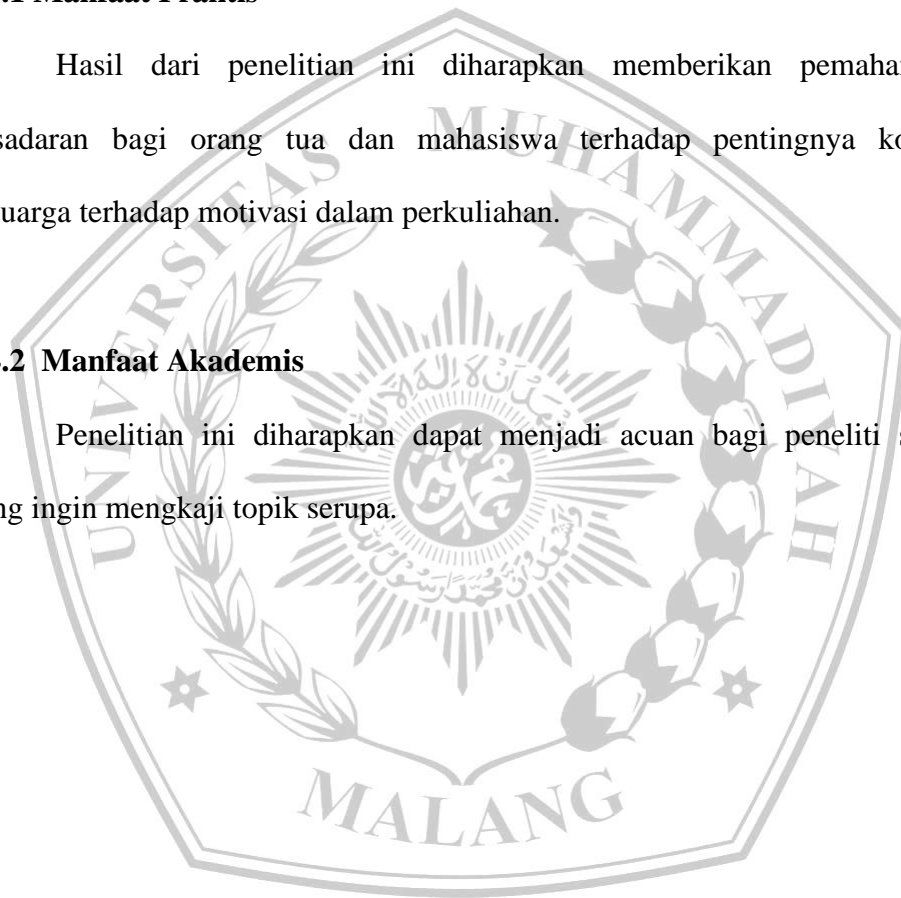 .1 Manfaat Praktis
Hasil dari penelitian ini diharapkan memberikan pemaha
sadaran bagi orang tua dan mahasiswa terhadap pentingnya ko
uarga terhadap motivasi dalam perkuliahan.
.2 Manfaat Akademis
Penelitian ini diharapkan dapat menjadi acuan bagi peneliti s
ng ingin mengkaji topik serupa.
UNIVERSITAS MUHAMMADIYAH
MALANG